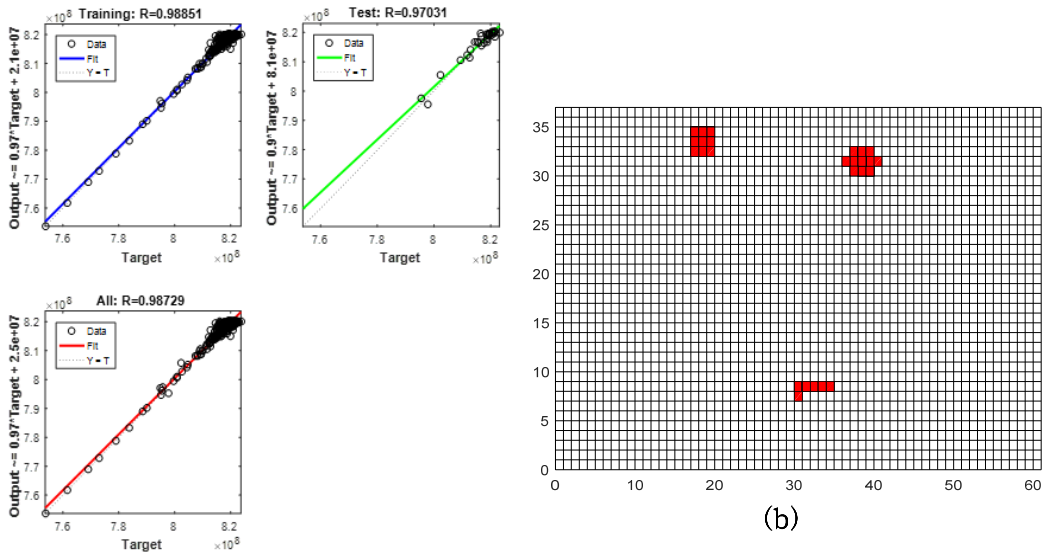 ×10⁸ Training: R=0.98851
Output ~= 0.97*Target + 2.1e+07
8.2
8.1
8
7.9
7.8
7.7
7.6
Data
Fit
Y = T
7.6 7.8 8 8.2
×10⁸
Target
×10⁸ Test: R=0.97031
Output ~= 0.9*Target + 8.1e+07
8.2
8.1
8
7.9
7.8
7.7
7.6
Data
Fit
Y = T
7.6 7.8 8 8.2
×10⁸
Target
×10⁸ All: R=0.98729
Output ~= 0.97*Target + 2.5e+07
8.2
8.1
8
7.9
7.8
7.7
7.6
Data
Fit
Y = T
7.6 7.8 8 8.2
×10⁸
Target
35
30
25
20
15
10
5
0
0 10 20 30 40 50 60
(b)